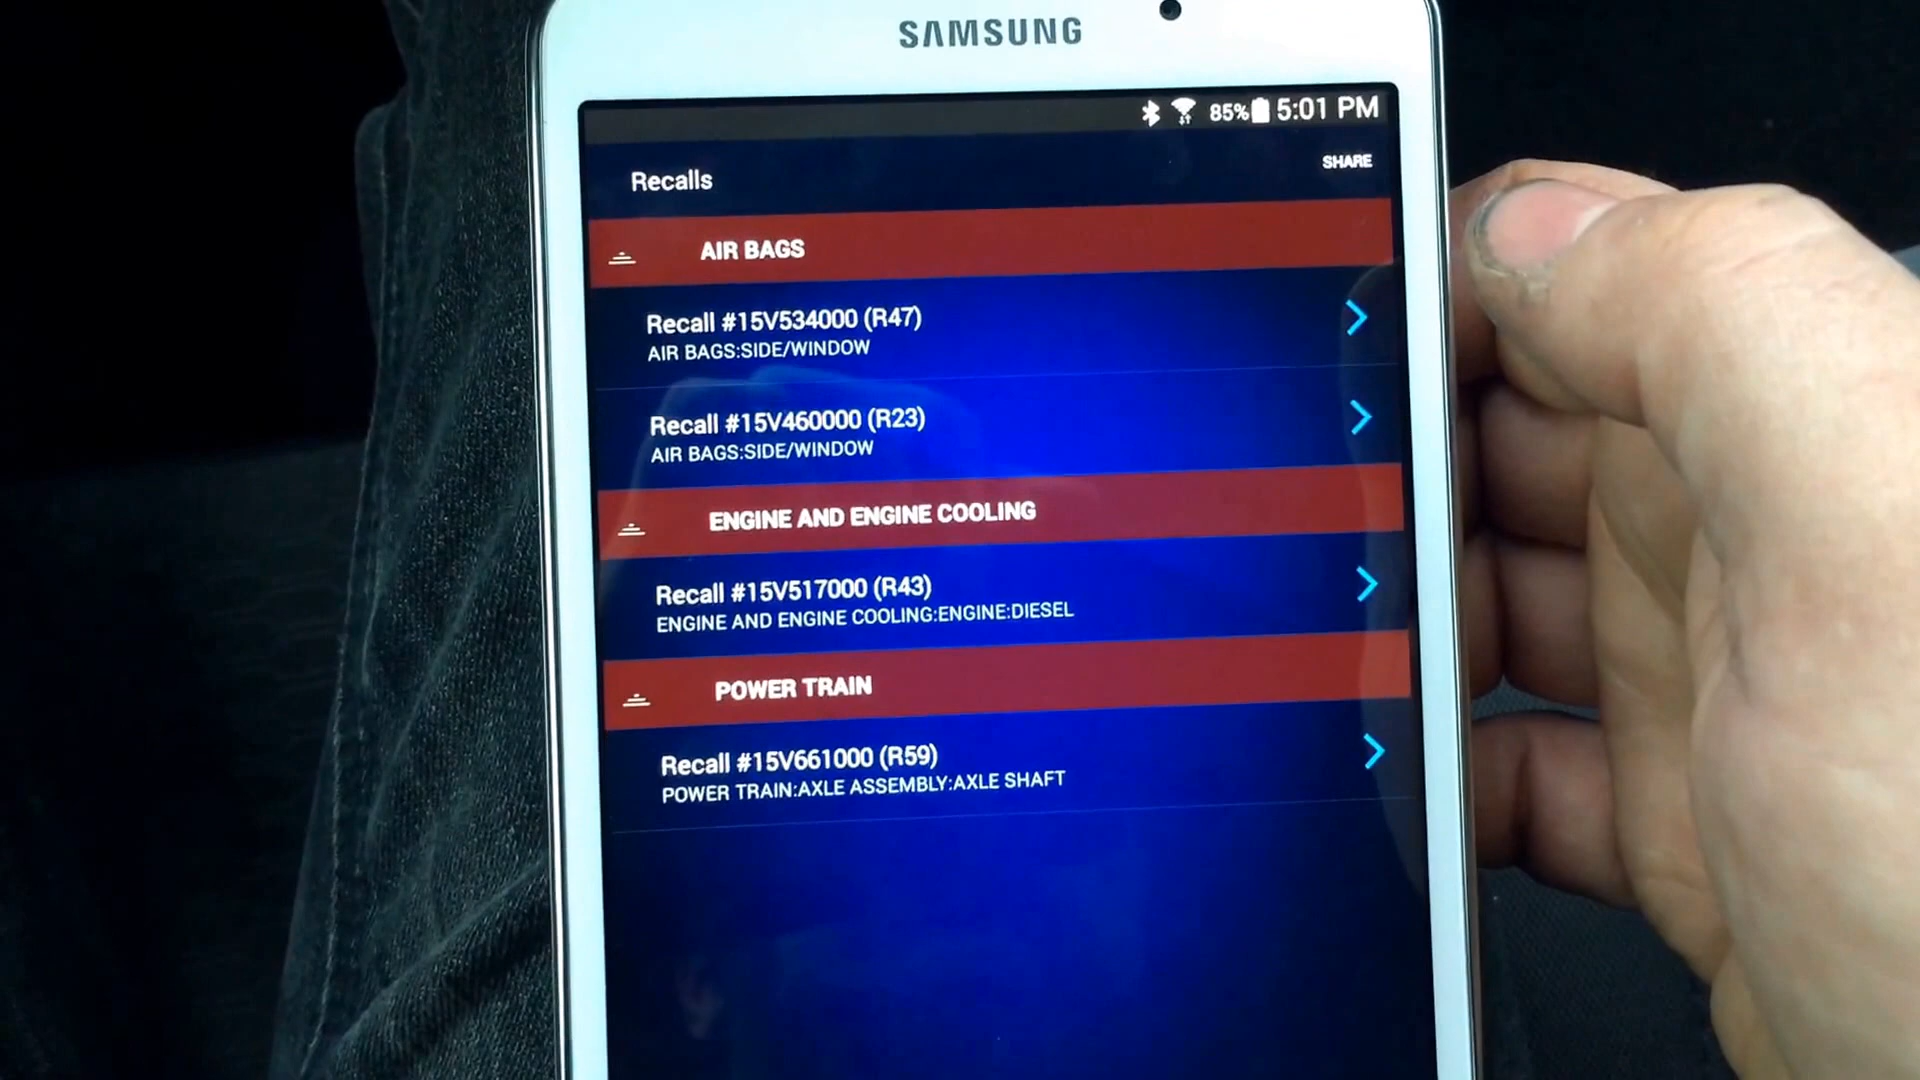 SAMSUNG
85% 5:01 PM
Recalls
SHARE
AIR BAGS
Recall #15V534000 (R47)
AIR BAGS:SIDE/WINDOW
Recall #15V460000 (R23)
AIR BAGS:SIDE/WINDOW
ENGINE AND ENGINE COOLING
Recall #15V517000 (R43)
ENGINE AND ENGINE COOLING:ENGINE:DIESEL
POWER TRAIN
Recall #15V661000 (R59)
POWER TRAIN:AXLE ASSEMBLY:AXLE SHAFT